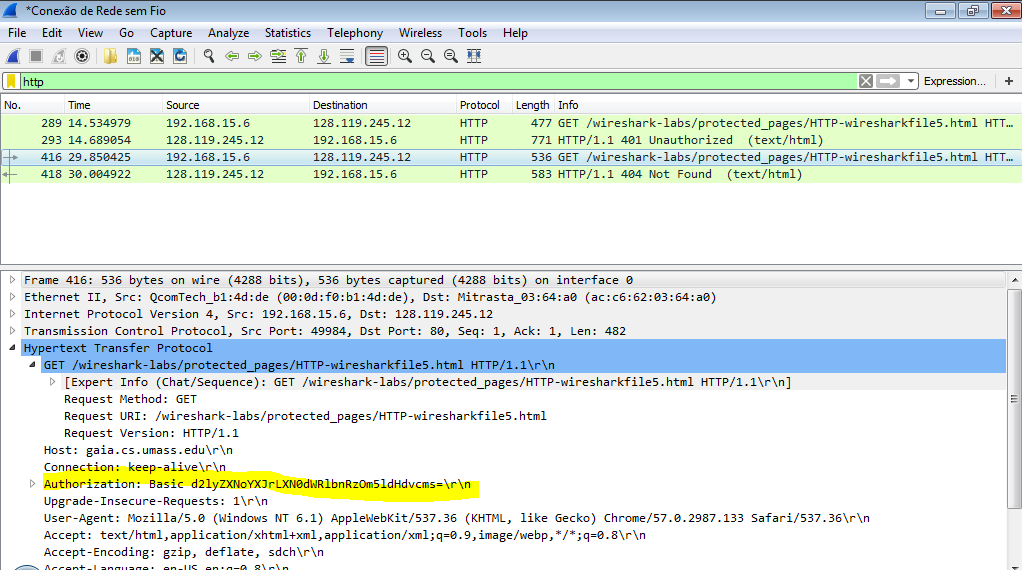 *Conexão de Rede sem Fio
File Edit View Go Capture Analyze Statistics Telephony Wireless Tools Help
http
Expression...
No. Time Source Destination Protocol Length Info
289 14.534979 192.168.15.6 128.119.245.12 HTTP 477 GET /wireshark-labs/protected_pages/HTTP-wiresharkfile5.html HTT…
293 14.689054 128.119.245.12 192.168.15.6 HTTP 771 HTTP/1.1 401 Unauthorized (text/html)
416 29.850425 192.168.15.6 128.119.245.12 HTTP 536 GET /wireshark-labs/protected_pages/HTTP-wiresharkfile5.html HTT…
418 30.004922 128.119.245.12 192.168.15.6 HTTP 583 HTTP/1.1 404 Not Found (text/html)
Frame 416: 536 bytes on wire (4288 bits), 536 bytes captured (4288 bits) on interface 0
Ethernet II, Src: QcomTech_b1:4d:de (00:0d:f0:b1:4d:de), Dst: Mitrasta_03:64:a0 (ac:c6:62:03:64:a0)
Internet Protocol Version 4, Src: 192.168.15.6, Dst: 128.119.245.12
Transmission Control Protocol, Src Port: 49984, Dst Port: 80, Seq: 1, Ack: 1, Len: 482
Hypertext Transfer Protocol
GET /wireshark-labs/protected_pages/HTTP-wiresharkfile5.html HTTP/1.1\r\n
[Expert Info (Chat/Sequence): GET /wireshark-labs/protected_pages/HTTP-wiresharkfile5.html HTTP/1.1\r\n]
Request Method: GET
Request URI: /wireshark-labs/protected_pages/HTTP-wiresharkfile5.html
Request Version: HTTP/1.1
Host: gaia.cs.umass.edu\r\n
Connection: keep-alive\r\n
Authorization: Basic d2lyZXNoYXJrLXN0dWRlbnRzOm5ldHdvcms=\r\n
Upgrade-Insecure-Requests: 1\r\n
User-Agent: Mozilla/5.0 (Windows NT 6.1) AppleWebKit/537.36 (KHTML, like Gecko) Chrome/57.0.2987.133 Safari/537.36\r\n
Accept: text/html,application/xhtml+xml,application/xml;q=0.9,image/webp,*/*;q=0.8\r\n
Accept-Encoding: gzip, deflate, sdch\r\n
Accept-Language: en-US,en;q=0.8\r\n